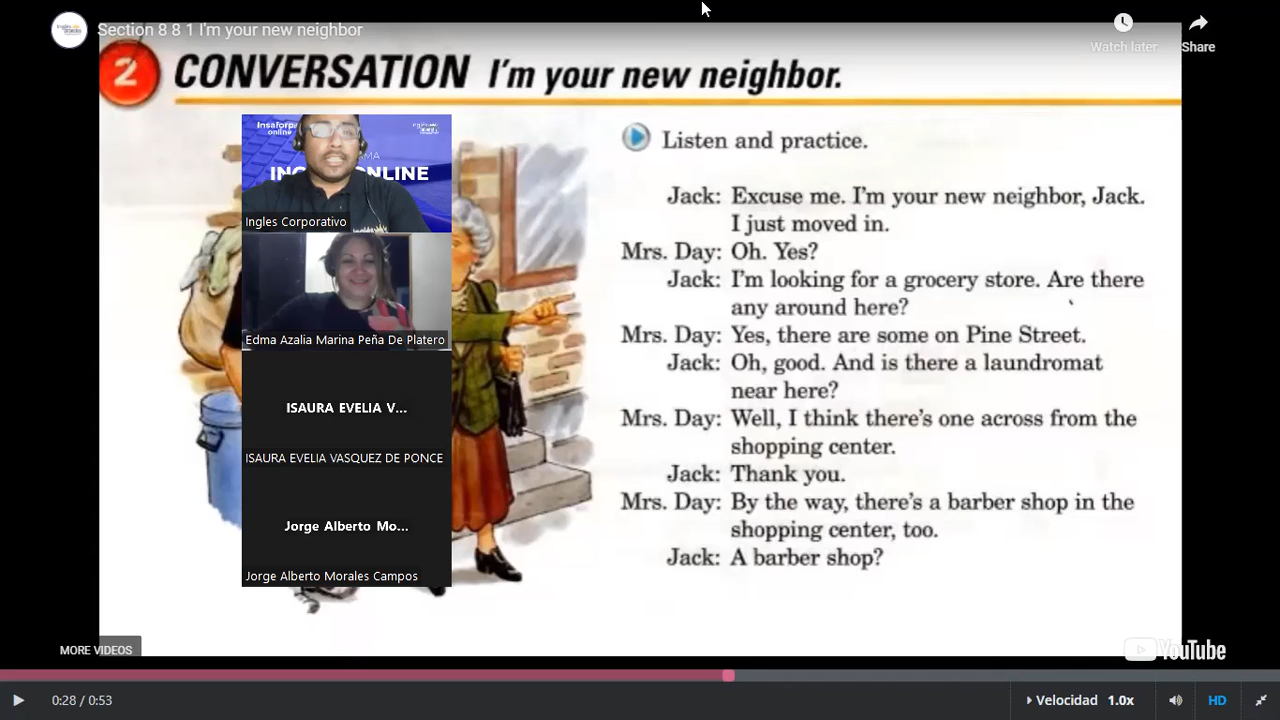 Section 8 8 1 I'm your new neighbor
Watch later
Share
2 CONVERSATION I'm your new neighbor.
Listen and practice.
Jack: Excuse me. I'm your new neighbor, Jack.
I just moved in.
Mrs. Day: Oh. Yes?
Jack: I'm looking for a grocery store. Are there
any around here?
Mrs. Day: Yes, there are some on Pine Street.
Jack: Oh, good. And is there a laundromat
near here?
Mrs. Day: Well, I think there's one across from the
shopping center.
Jack: Thank you.
Mrs. Day: By the way, there's a barber shop in the
shopping center, too.
Jack: A barber shop?
Insaforp
online
ONLINE
Ingles Corporativo
Edma Azalia Marina Peña De Platero
ISAURA EVELIA V...
ISAURA EVELIA VASQUEZ DE PONCE
Jorge Alberto Mo...
Jorge Alberto Morales Campos
MORE VIDEOS
YouTube
0:28 / 0:53
Velocidad 1.0x
HD